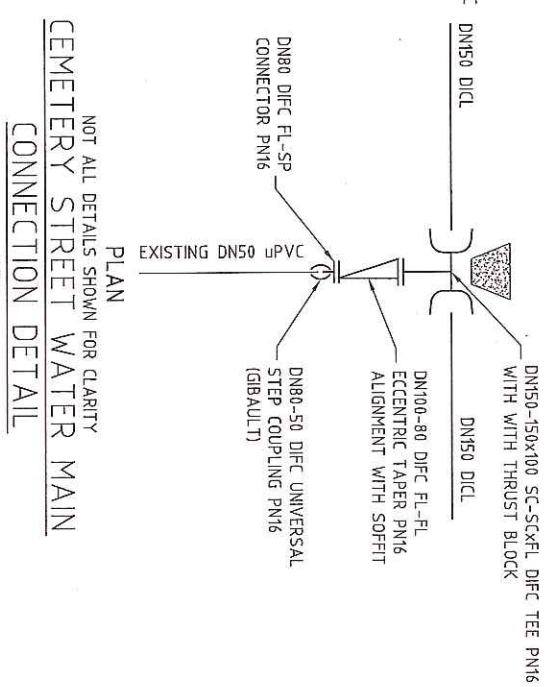 DN150 DICL
DN150-150x100 SC-SCxFL DIFC TEE PN16
WITH WITH THRUST BLOCK
DN150 DICL
DN100-80 DIFC FL-FL
ECCENTRIC TAPER PN16
ALIGNMENT WITH SOFFIT
DN80 DIFC FL-SP
CONNECTOR PN16
DN80-50 DIFC UNIVERSAL
STEP COUPLING PN16
(GIBAULT)
EXISTING DN50 uPVC
PLAN
NOT ALL DETAILS SHOWN FOR CLARITY
CEMETERY STREET WATER MAIN
CONNECTION DETAIL